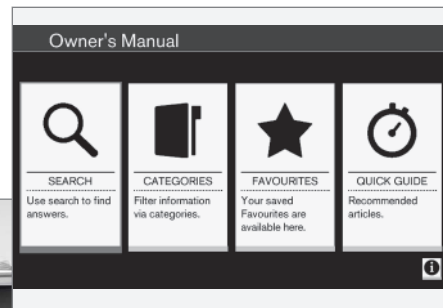 Owner's Manual
SEARCH
Use search to find
answers.
CATEGORIES
Filter information
via categories.
FAVOURITES
Your saved
Favourites are
available here.
QUICK GUIDE
Recommended
articles.
i